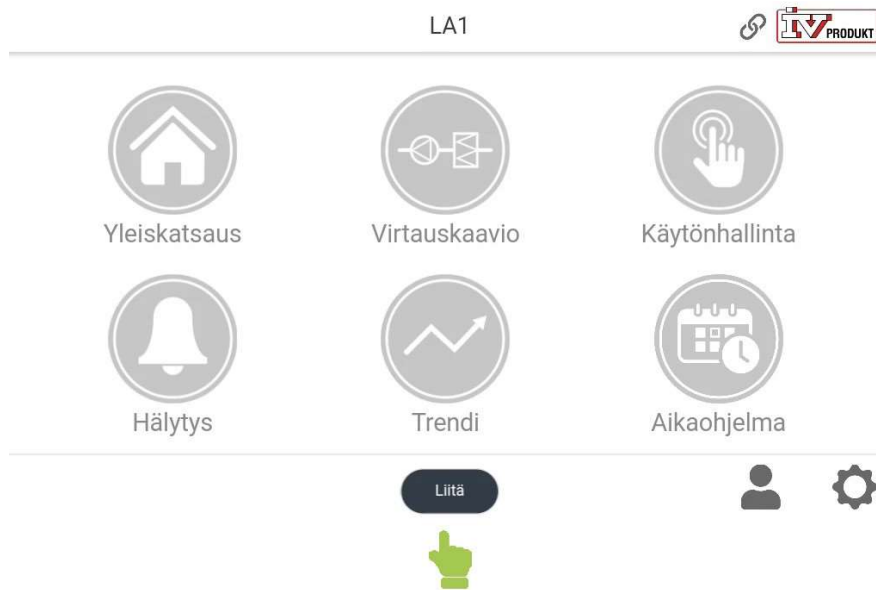 LA1
IV PRODUKT
Yleiskatsaus
Virtauskaavio
Käytönhallinta
Hälytys
Trendi
Aikaohjelma
Liitä